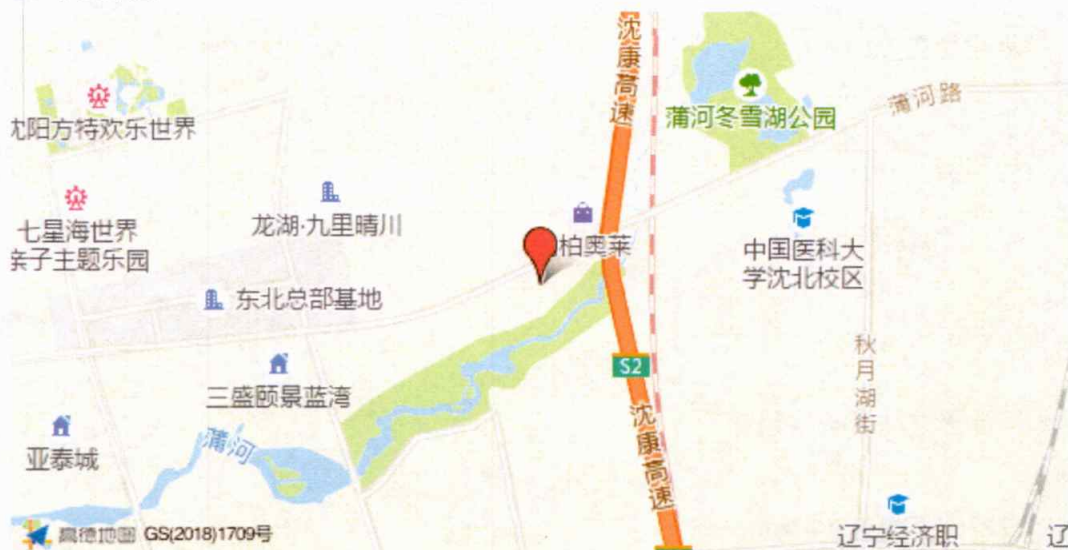 沈康高速
蒲河路
蒲河冬雪湖公园
沈阳方特欢乐世界
七星海世界
亲子主题乐园
龙湖·九里晴川
柏奥莱
中国医科大
学沈北校区
东北总部基地
S2
秋月湖街
三盛颐景蓝湾
沈康高速
蒲河
亚泰城
高德地图 GS(2018)1709号
辽宁经济职
辽